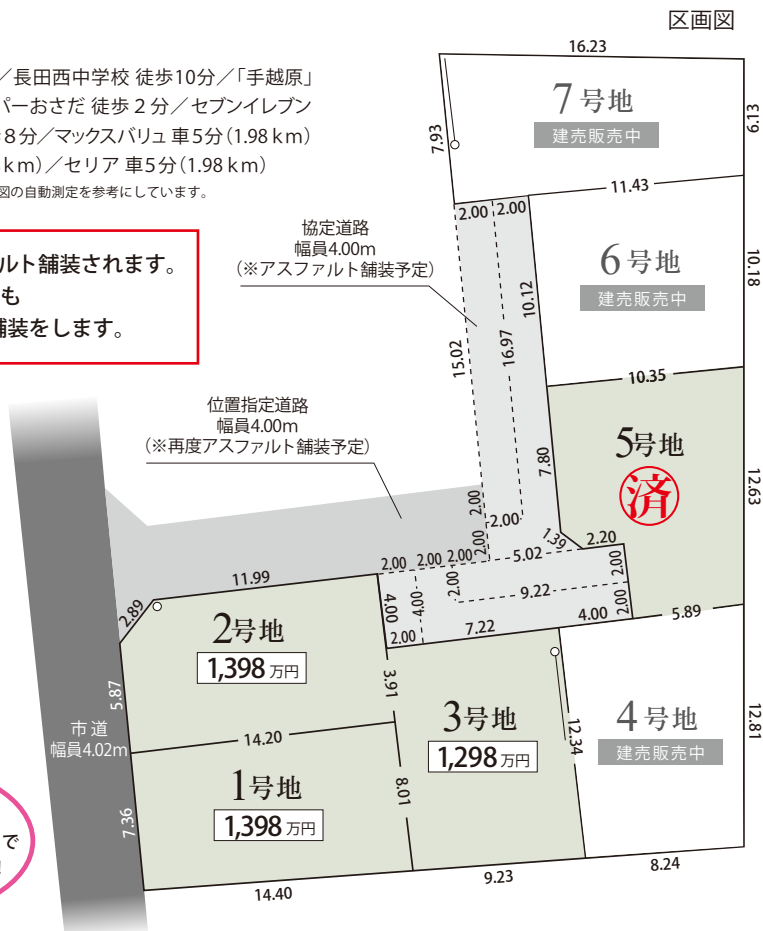 区画図
／長田西中学校 徒歩10分／「手越原」
パーおさだ 徒歩２分／セブンイレブン
8分／マックスバリュ 車5分（1.98ｋｍ）
ｋｍ）／セリア 車5分（1.98ｋｍ）
図の自動測定を参考にしています。
ルト舗装されます。
も
舗装をします。
協定道路
幅員4.00m
（※アスファルト舗装予定）
位置指定道路
幅員4.00m
（※再度アスファルト舗装予定）
16.23
7号地
建売販売中
7.93
6.13
11.43
2.00
2.00
6号地
建売販売中
10.18
10.12
16.97
15.02
10.35
5号地
済
12.63
7.80
2.00
2.00
2.00
1.39
2.20
2.00
2.00
2.00
2.00
5.02
2.00
2.00
9.22
4.00
4.00
2.00
7.22
4.00
5.89
11.99
2.89
2号地
1,398万円
5.87
3.91
市道
幅員4.02m
14.20
3号地
1,298万円
12.34
4号地
建売販売中
12.81
1号地
1,398万円
8.01
7.36
で
14.40
9.23
8.24